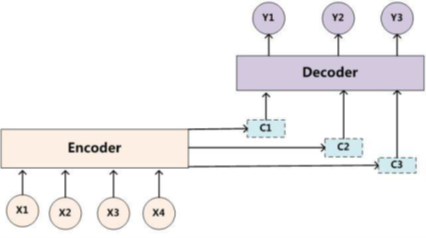 Y1 Y2 Y3
Decoder
C1
C2
C3
Encoder
X1 X2 X3 X4